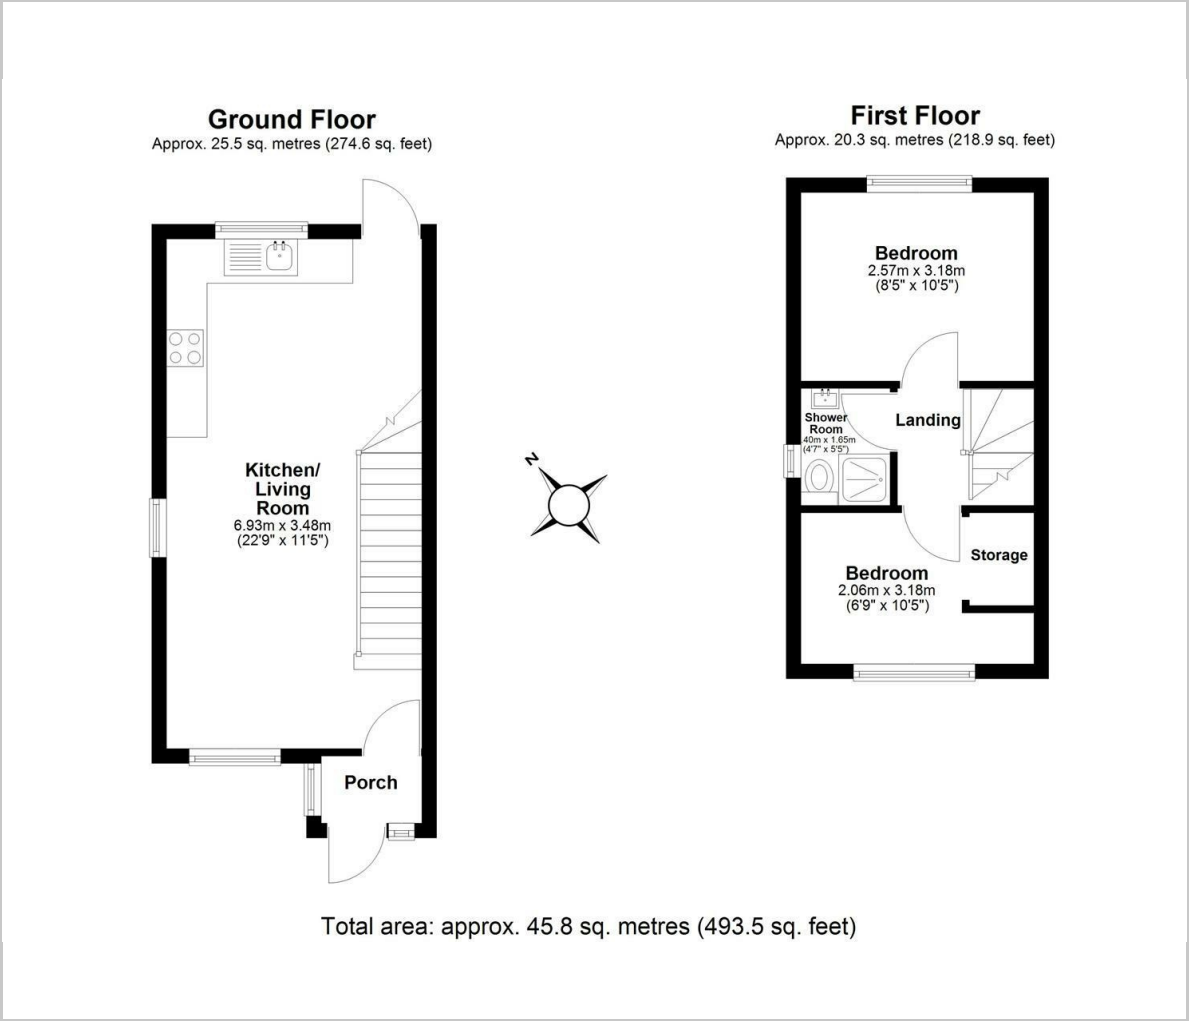 Ground Floor
Approx. 25.5 sq. metres (274.6 sq. feet)
First Floor
Approx. 20.3 sq. metres (218.9 sq. feet)
Bedroom
2.57m x 3.18m
(8'5" x 10'5")
Shower
Room
40m x 1.65m
(4'7" x 5'5")
Landing
Kitchen/
Living
Room
6.93m x 3.48m
(22'9" x 11'5")
N
Bedroom
2.06m x 3.18m
(6'9" x 10'5")
Storage
Porch
Total area: approx. 45.8 sq. metres (493.5 sq. feet)